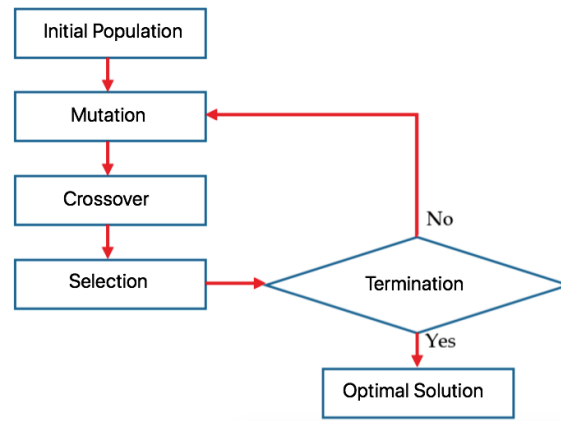 Initial Population
Mutation
Crossover
Selection
Termination
No
Yes
Optimal Solution